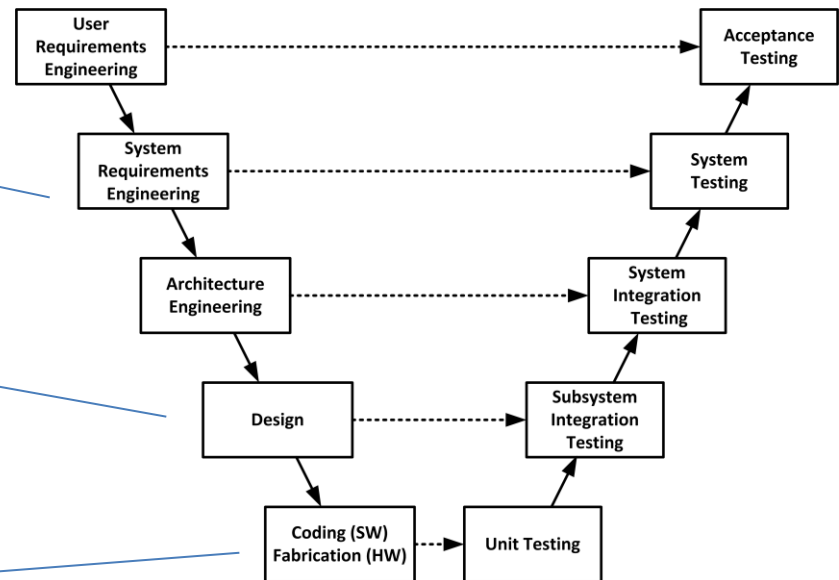 User
Requirements
Engineering
Acceptance
Testing
System
Requirements
Engineering
System
Testing
Architecture
Engineering
System
Integration
Testing
Design
Subsystem
Integration
Testing
Coding (SW)
Fabrication (HW)
Unit Testing